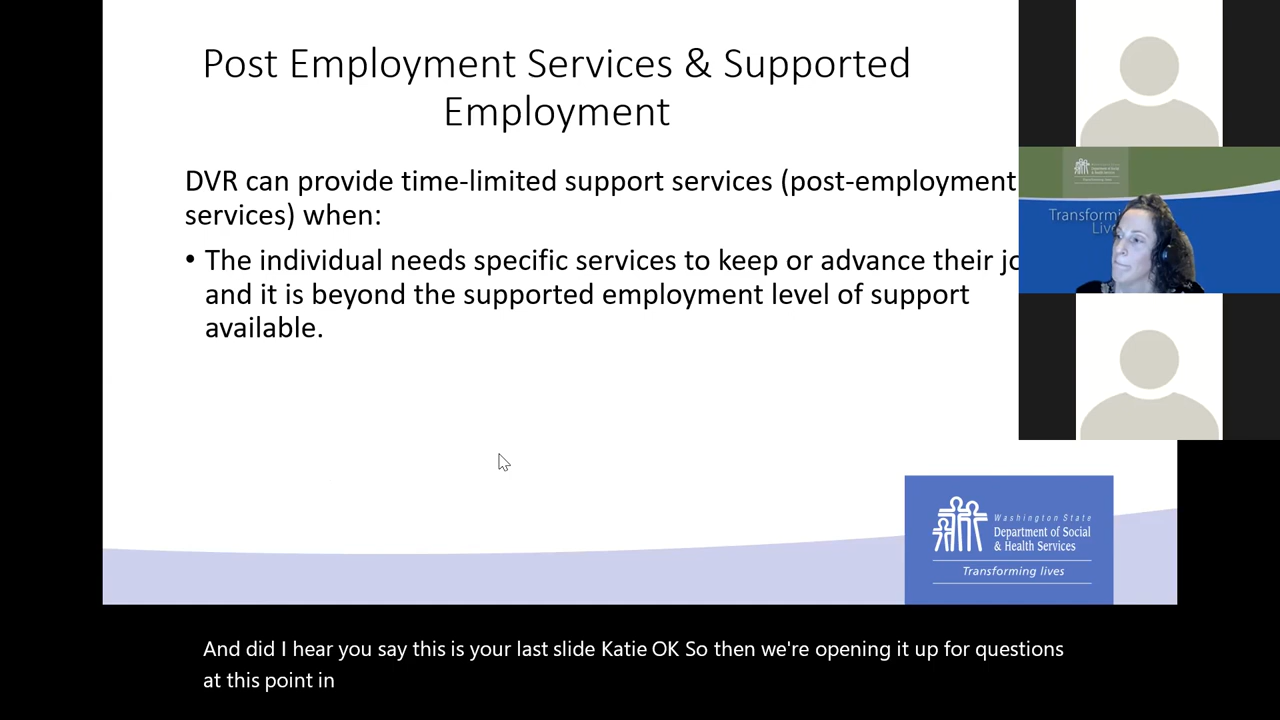 Post Employment Services & Supported
Employment
DVR can provide time-limited support services (post-employment
services) when:
• The individual needs specific services to keep or advance their jo
and it is beyond the supported employment level of support
available.
Transformi
Live
Washington State
Department of Social
& Health Services
Transforming lives
And did I hear you say this is your last slide Katie OK So then we're opening it up for questions
at this point in